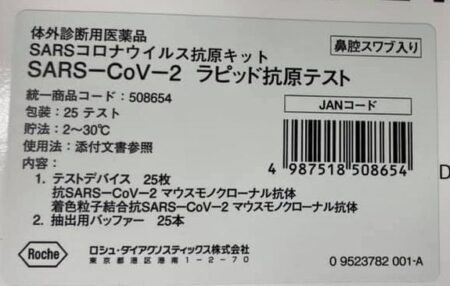 体外診断用医薬品
SARSコロナウイルス抗原キット
鼻腔スワブ入り
SARS－CoV－2 ラピッド抗原テスト
統一商品コード：508654
包装：25 テスト
貯法：2～30℃
使用法：添付文書参照
JANコード
4 987518 508654
内容：
1. テストデバイス 25枚
抗SARS－CoV－2 マウスモノクローナル抗体
着色粒子結合抗SARS－CoV－2 マウスモノクローナル抗体
2. 抽出用バッファー 25本
Roche
ロシュ・ダイアグノスティックス株式会社
東京都港区港南1－2－70
0 9523782 001-A
D